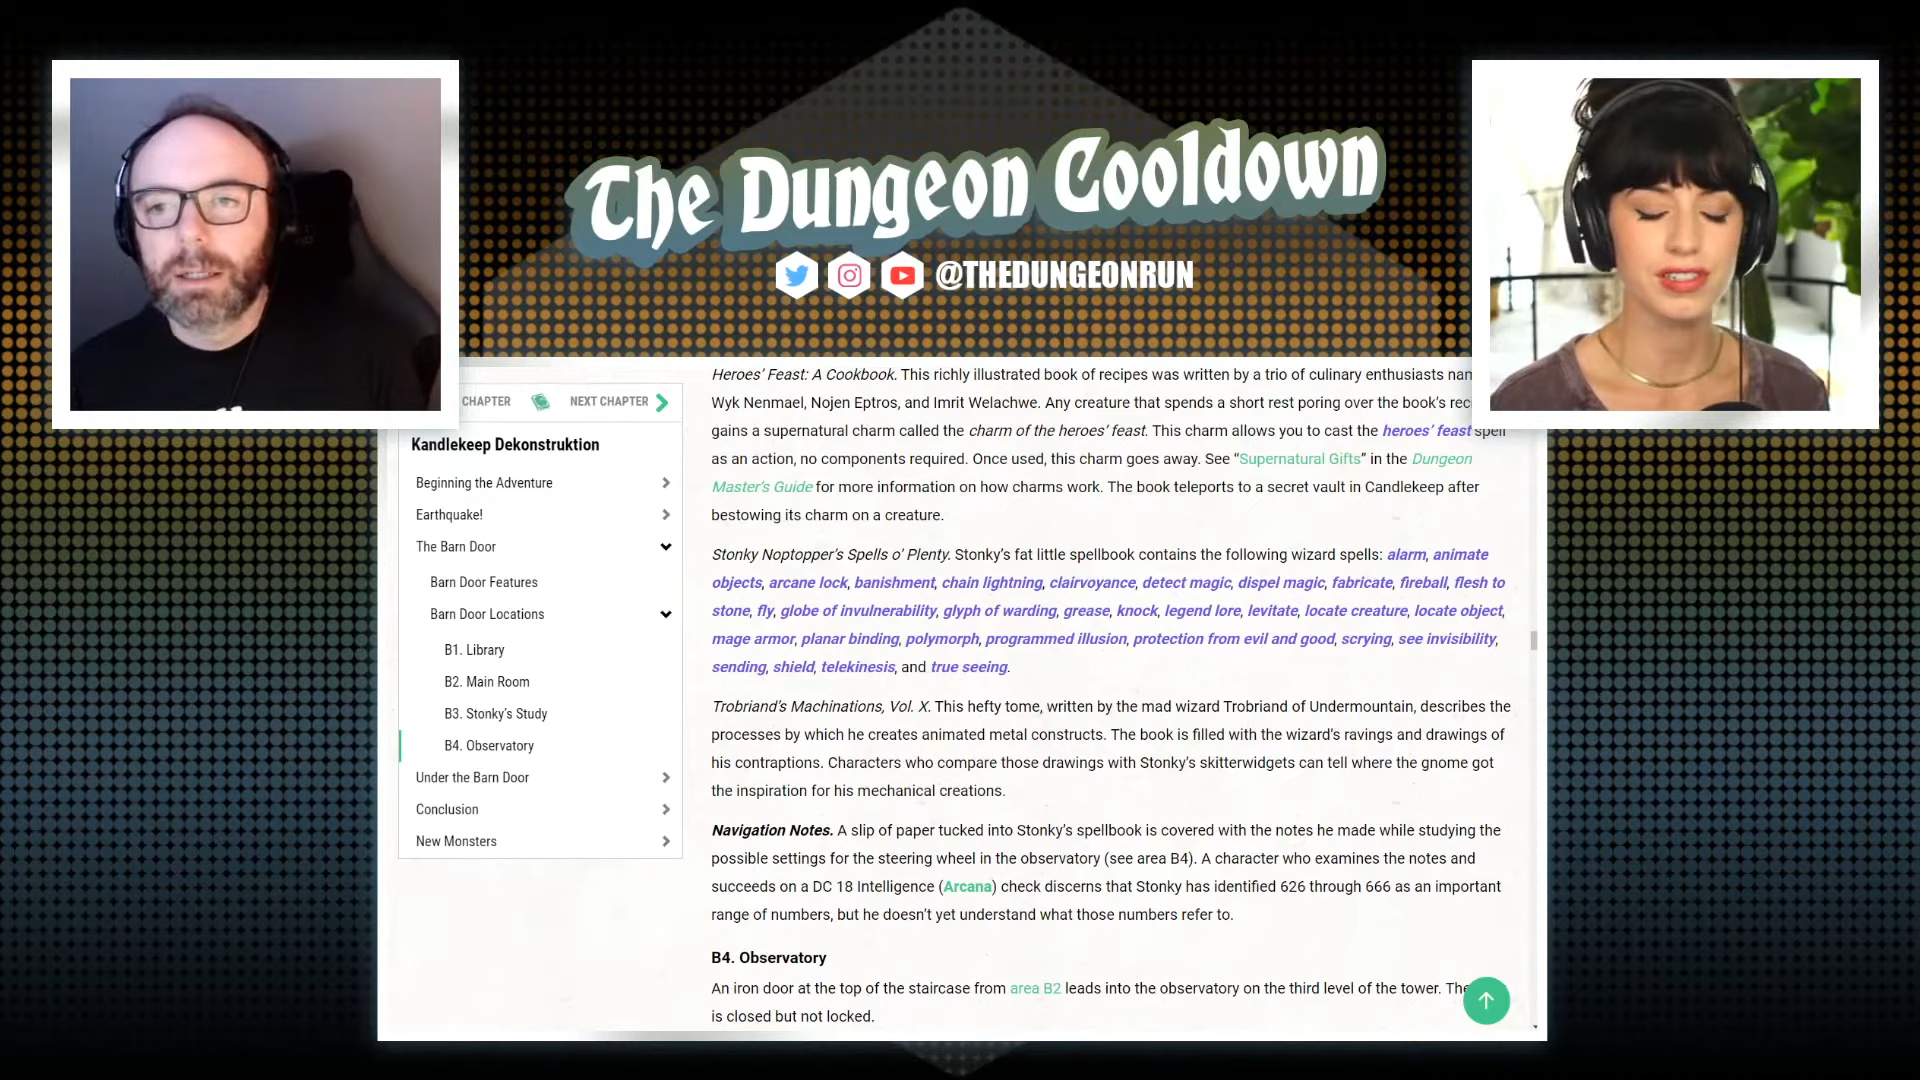 The Dungeon Cooldown
@THEDUNGEONRUN
CHAPTER
NEXT CHAPTER
Kandlekeep Dekonstruktion
Beginning the Adventure
Earthquake!
The Barn Door
Barn Door Features
Barn Door Locations
B1. Library
B2. Main Room
B3. Stonky's Study
B4. Observatory
Under the Barn Door
Conclusion
New Monsters
Heroes' Feast: A Cookbook. This richly illustrated book of recipes was written by a trio of culinary enthusiasts
Wyk Nenmael, Nojen Eptros, and Imrit Welachwe. Any creature that spends a short rest poring over the book's
gains a supernatural charm called the charm of the heroes' feast. This charm allows you to cast the heroes' feast spell
as an action, no components required. Once used, this charm goes away. See “Supernatural Gifts” in the Dungeon
Master's Guide for more information on how charms work. The book teleports to a secret vault in Candlekeep after
bestowing its charm on a creature.
Stonky Noptopper's Spells o' Plenty. Stonky's fat little spellbook contains the following wizard spells: alarm, animate
objects, arcane lock, banishment, chain lightning, clairvoyance, detect magic, dispel magic, fabricate, fireball, flesh to
stone, fly, globe of invulnerability, glyph of warding, grease, knock, legend lore, levitate, locate creature, locate object,
mage armor, planar binding, polymorph, programmed illusion, protection from evil and good, scrying, see invisibility,
sending, shield, telekinesis, and true seeing.
Trobriand's Machinations, Vol. X. This hefty tome, written by the mad wizard Trobriand of Undermountain, describes the
processes by which he creates animated metal constructs. The book is filled with the wizard's ravings and drawings of
his contraptions. Characters who compare those drawings with Stonky's skitterwidgets can tell where the gnome got
the inspiration for his mechanical creations.
Navigation Notes. A slip of paper tucked into Stonky's spellbook is covered with the notes he made while studying the
possible settings for the steering wheel in the observatory (see area B4). A character who examines the notes and
succeeds on a DC 18 Intelligence (Arcana) check discerns that Stonky has identified 626 through 666 as an important
range of numbers, but he doesn't yet understand what those numbers refer to.
B4. Observatory
An iron door at the top of the staircase from area B2 leads into the observatory on the third level of the tower. The
is closed but not locked.